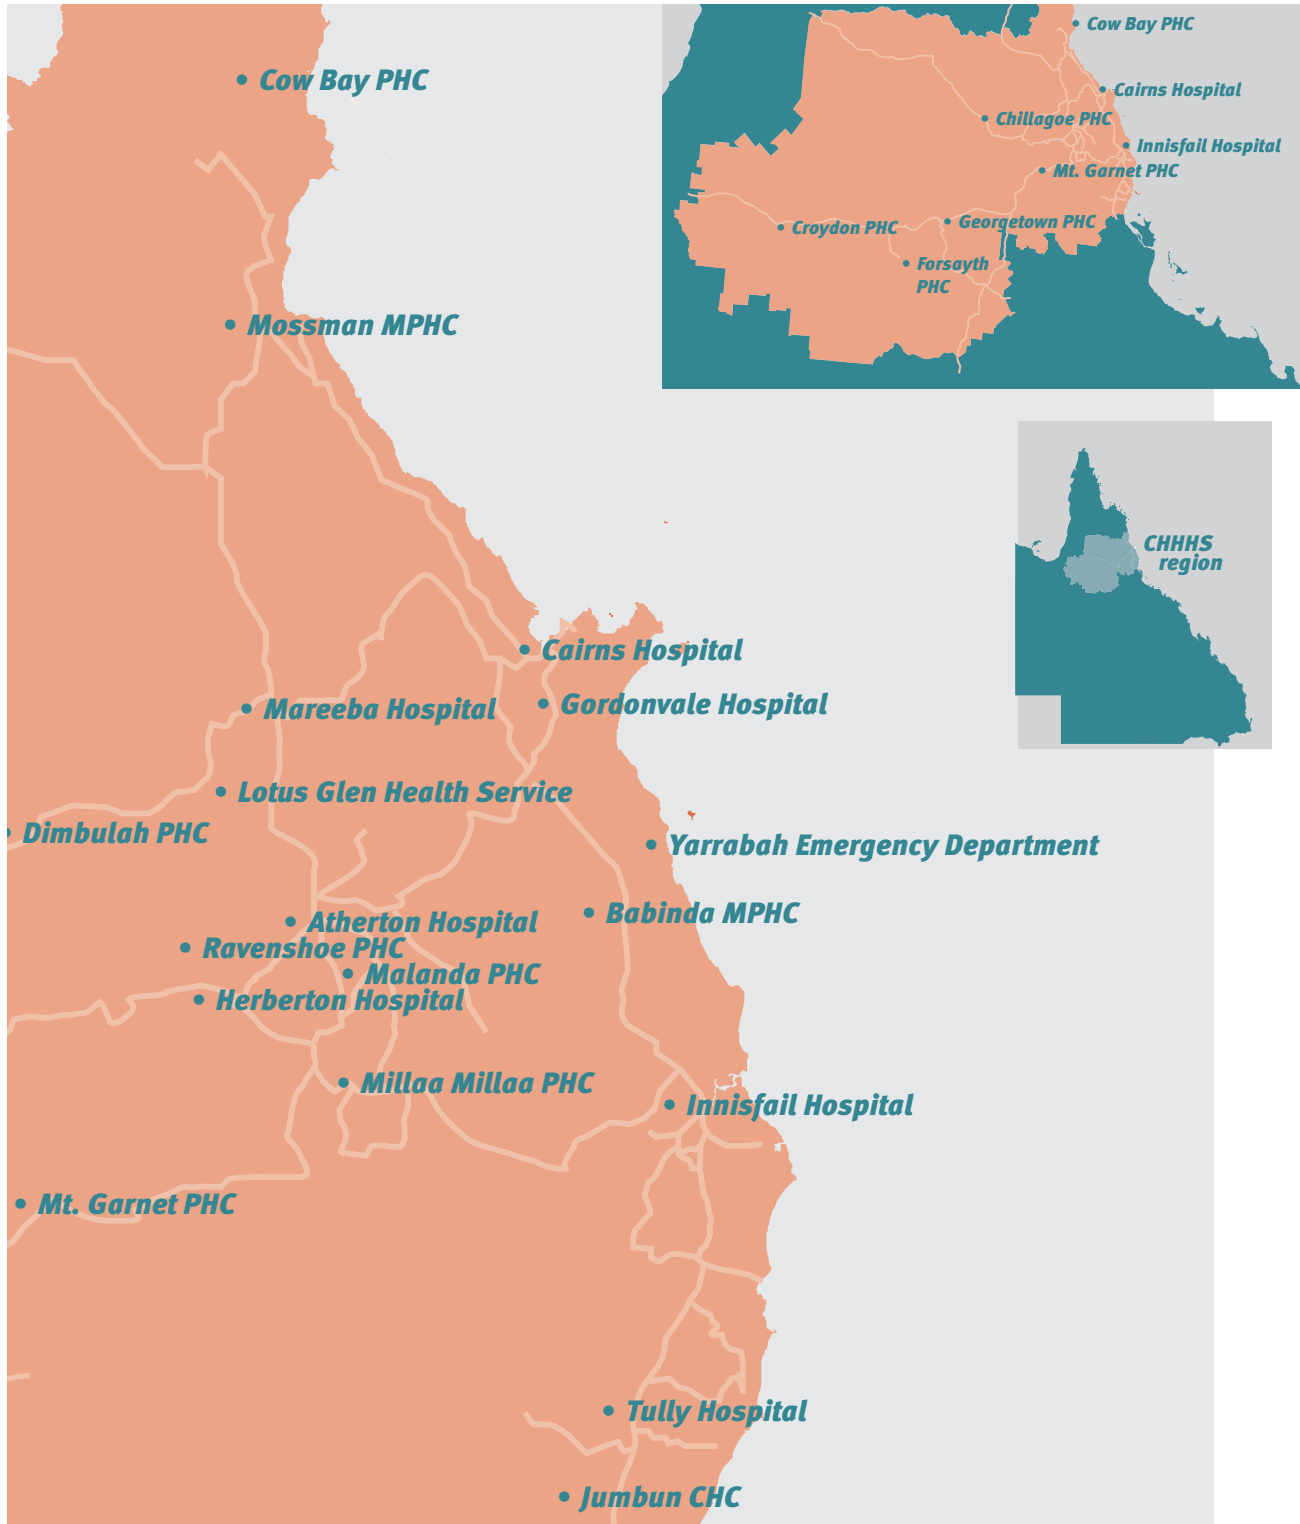 Cow Bay PHC
Mossman MPHC
Cairns Hospital
Gordonvale Hospital
Mareeba Hospital
Lotus Glen Health Service
Dimbulah PHC
Yarrabah Emergency Department
Babinda MPHC
Atherton Hospital
Ravenshoe PHC
Malanda PHC
Herberton Hospital
Millaa Millaa PHC
Innisfail Hospital
Mt. Garnet PHC
Tully Hospital
Jumbun CHC
Cow Bay PHC
Cairns Hospital
Chillagoe PHC
Innisfail Hospital
Mt. Garnet PHC
Georgetown PHC
Croydon PHC
Forsayth
PHC
CHHHS
region